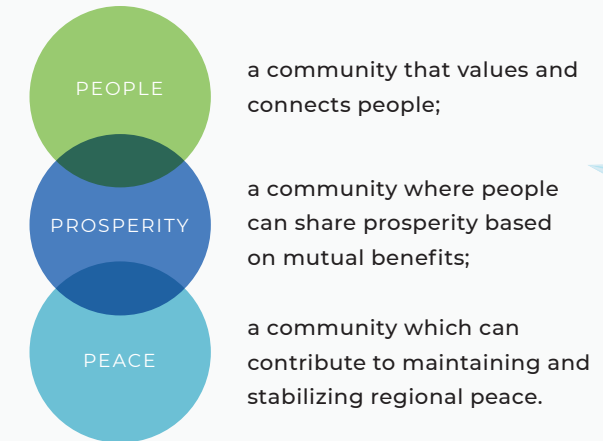 PEOPLE
a community that values and
connects people;
PROSPERITY
a community where people
can share prosperity based
on mutual benefits;
PEACE
a community which can
contribute to maintaining and
stabilizing regional peace.